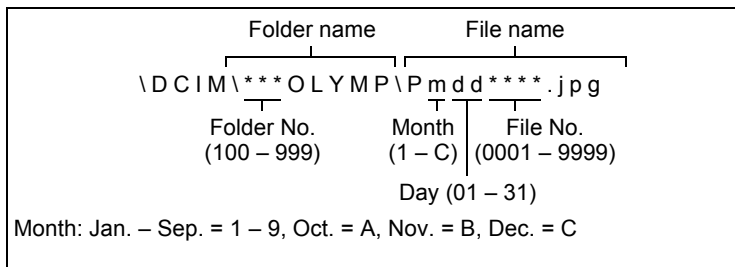 Folder name File name
\DCIM\***OLYMP\Pmdd****.jpg
Folder No. Month File No.
(100 – 999) (1 – C) (0001 – 9999)
Day (01 – 31)
Month: Jan. – Sep. = 1 – 9, Oct. = A, Nov. = B, Dec. = C